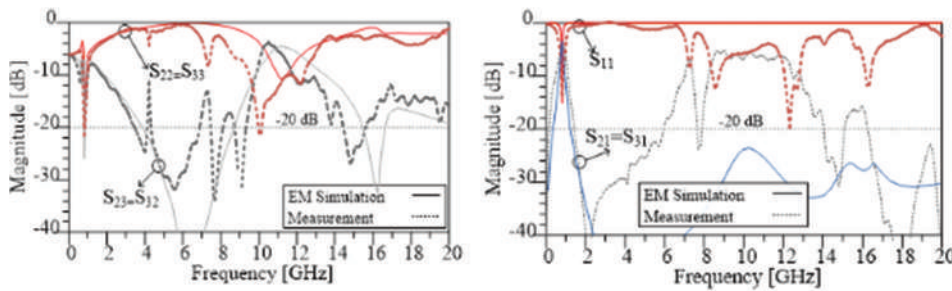 0
-10
-20
-30
-40
Magnitude [dB]
S22=S33
S23=S32
-20 dB
EM Simulation
Measurement
0 2 4 6 8 10 12 14 16 18 20
Frequency [GHz]
0
-10
-20
-30
-40
Magnitude [dB]
S11
-20 dB
S21=S31
EM Simulation
Measurement
0 2 4 6 8 10 12 14 16 18 20
Frequency [GHz]